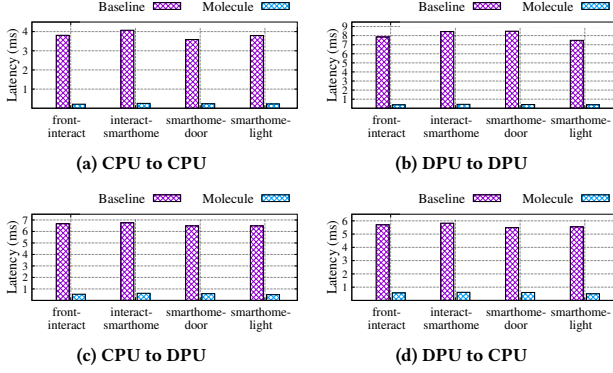 Baseline Molecule
Latency (ms)
4
3
2
1
front-
interact
interact-
smarthome
smarthome-
door
smarthome-
light
(a) CPU to CPU
Baseline Molecule
Latency (ms)
9
8
7
6
5
4
3
2
1
front-
interact
interact-
smarthome
smarthome-
door
smarthome-
light
(b) DPU to DPU
Baseline Molecule
Latency (ms)
7
6
5
4
3
2
1
front-
interact
interact-
smarthome
smarthome-
door
smarthome-
light
(c) CPU to DPU
Baseline Molecule
Latency (ms)
6
5
4
3
2
1
front-
interact
interact-
smarthome
smarthome-
door
smarthome-
light
(d) DPU to CPU